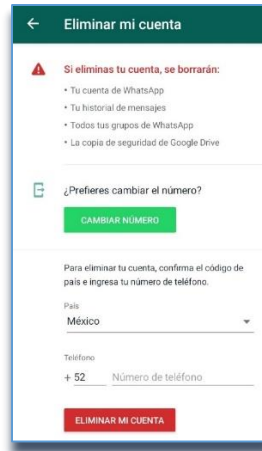 Eliminar mi cuenta
Si eliminas tu cuenta, se borrarán:
• Tu cuenta de WhatsApp
• Tu historial de mensajes
• Todos tus grupos de WhatsApp
• La copia de seguridad de Google Drive
¿Prefieres cambiar el número?
CAMBIAR NÚMERO
Para eliminar tu cuenta, confirma el código de
país e ingresa tu número de teléfono.
País
México
Teléfono
+ 52 Número de teléfono
ELIMINAR MI CUENTA